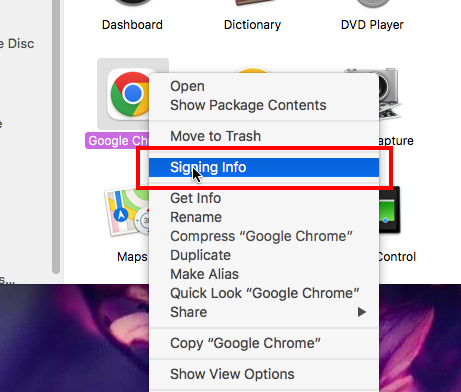 Dashboard
Dictionary
DVD Player
e Disc
Open
Show Package Contents
Google Ch
Move to Trash
apture
Signing Info
Get Info
Rename
Compress “Google Chrome”
Maps
Duplicate
Control
Make Alias
s...
Quick Look “Google Chrome”
Share
Copy “Google Chrome”
Show View Options